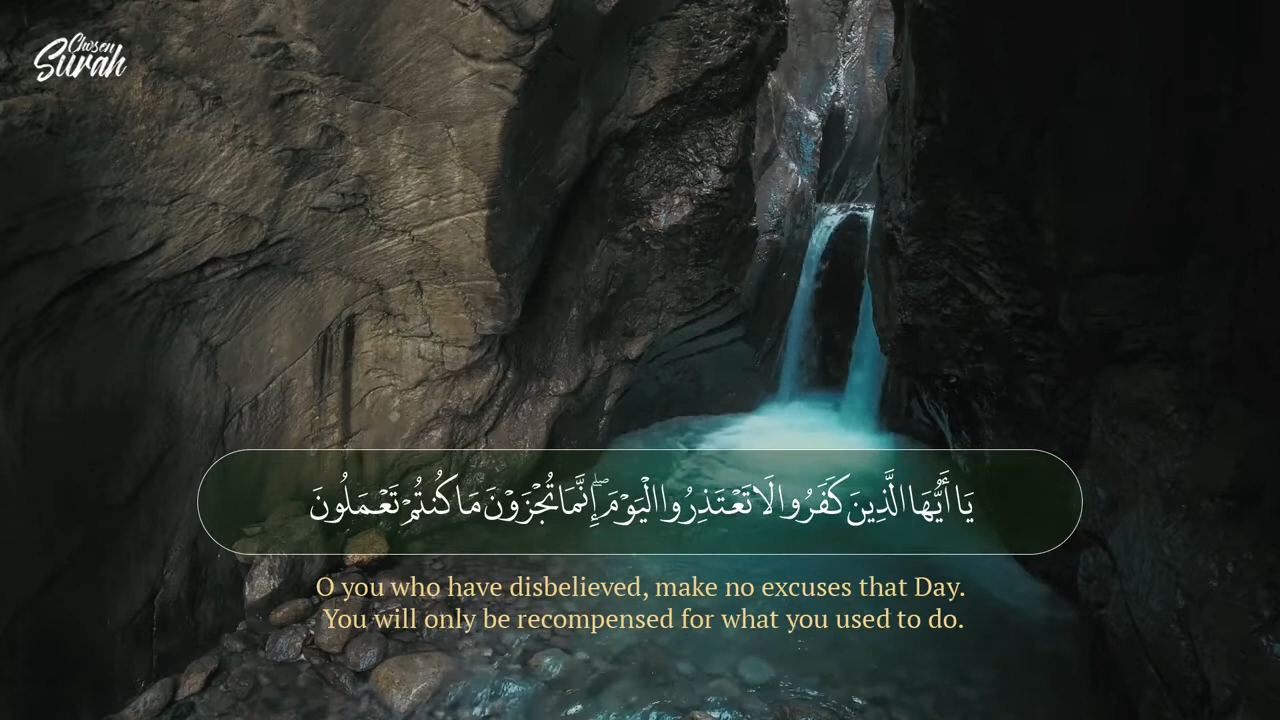 Chosen
Surah
يَا أَيُّهَا الَّذِينَ كَفَرُوا لَا تَعْتَذِرُوا الْيَوْمَ ۖ إِنَّمَا تُجْزَوْنَ مَا كُنتُمْ تَعْمَلُونَ
O you who have disbelieved, make no excuses that Day.
You will only be recompensed for what you used to do.